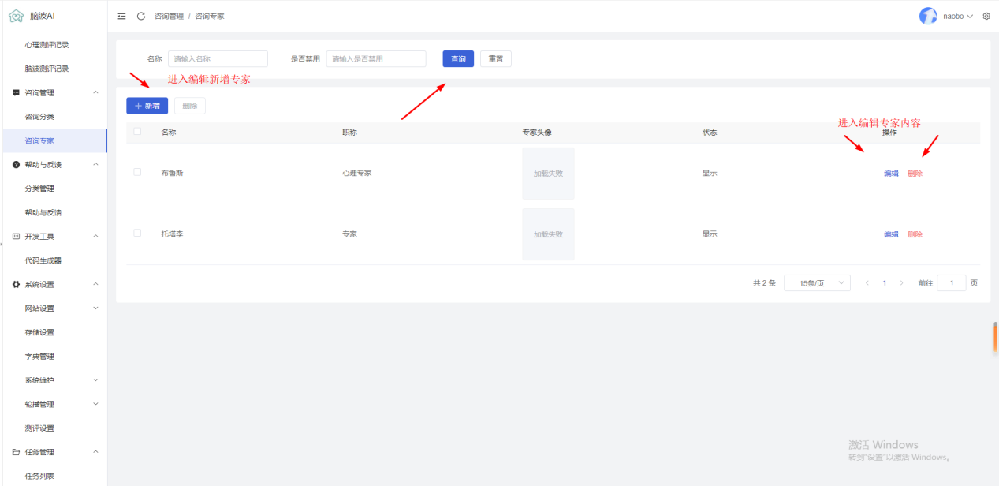 脑波AI
咨询管理 / 咨询专家
naobo
心理测评记录
脑波测评记录
咨询管理
咨询分类
咨询专家
帮助与反馈
分类管理
帮助与反馈
开发工具
代码生成器
系统设置
网站设置
存储设置
字典管理
系统维护
轮播管理
测评设置
任务管理
任务列表
名称 请输入名称 是否禁用 请输入是否禁用 查询 重置
进入编辑新增专家
新增 删除
进入编辑专家内容
名称 职称 专家头像 状态 操作
布鲁斯 心理专家 加载失败 显示 编辑 删除
托塔李 专家 加载失败 显示 编辑 删除
共 2 条 15条/页 1 前往 1 页
激活 Windows
转到"设置"以激活 Windows。